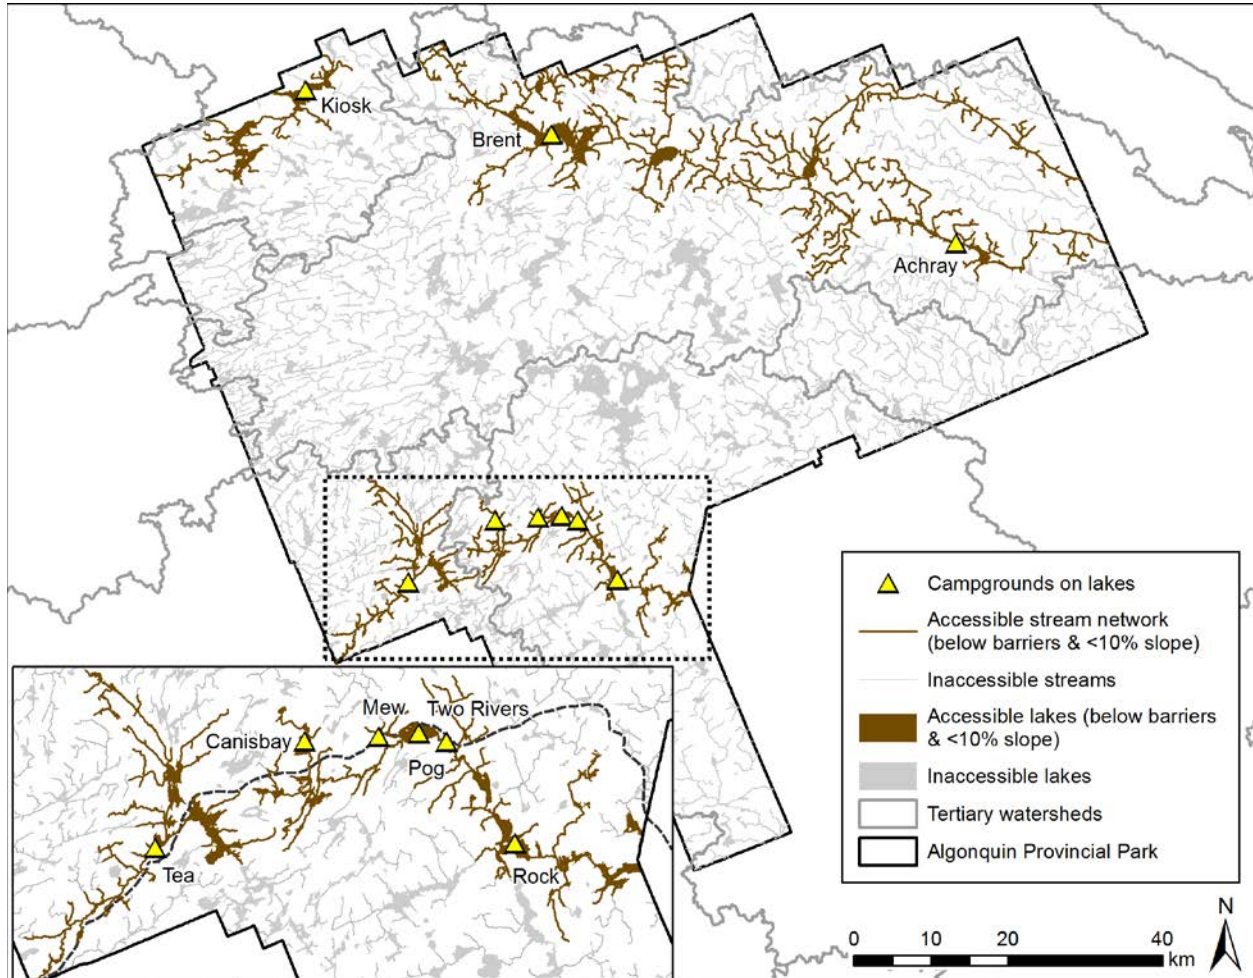 Kiosk
Brent
Achray
Campgrounds on lakes
Accessible stream network
(below barriers & <10% slope)
Inaccessible streams
Accessible lakes (below barriers
& <10% slope)
Inaccessible lakes
Tertiary watersheds
Algonquin Provincial Park
Mew
Two Rivers
Canisbay
Pog
Tea
Rock
N
0 5 10 20 40
km